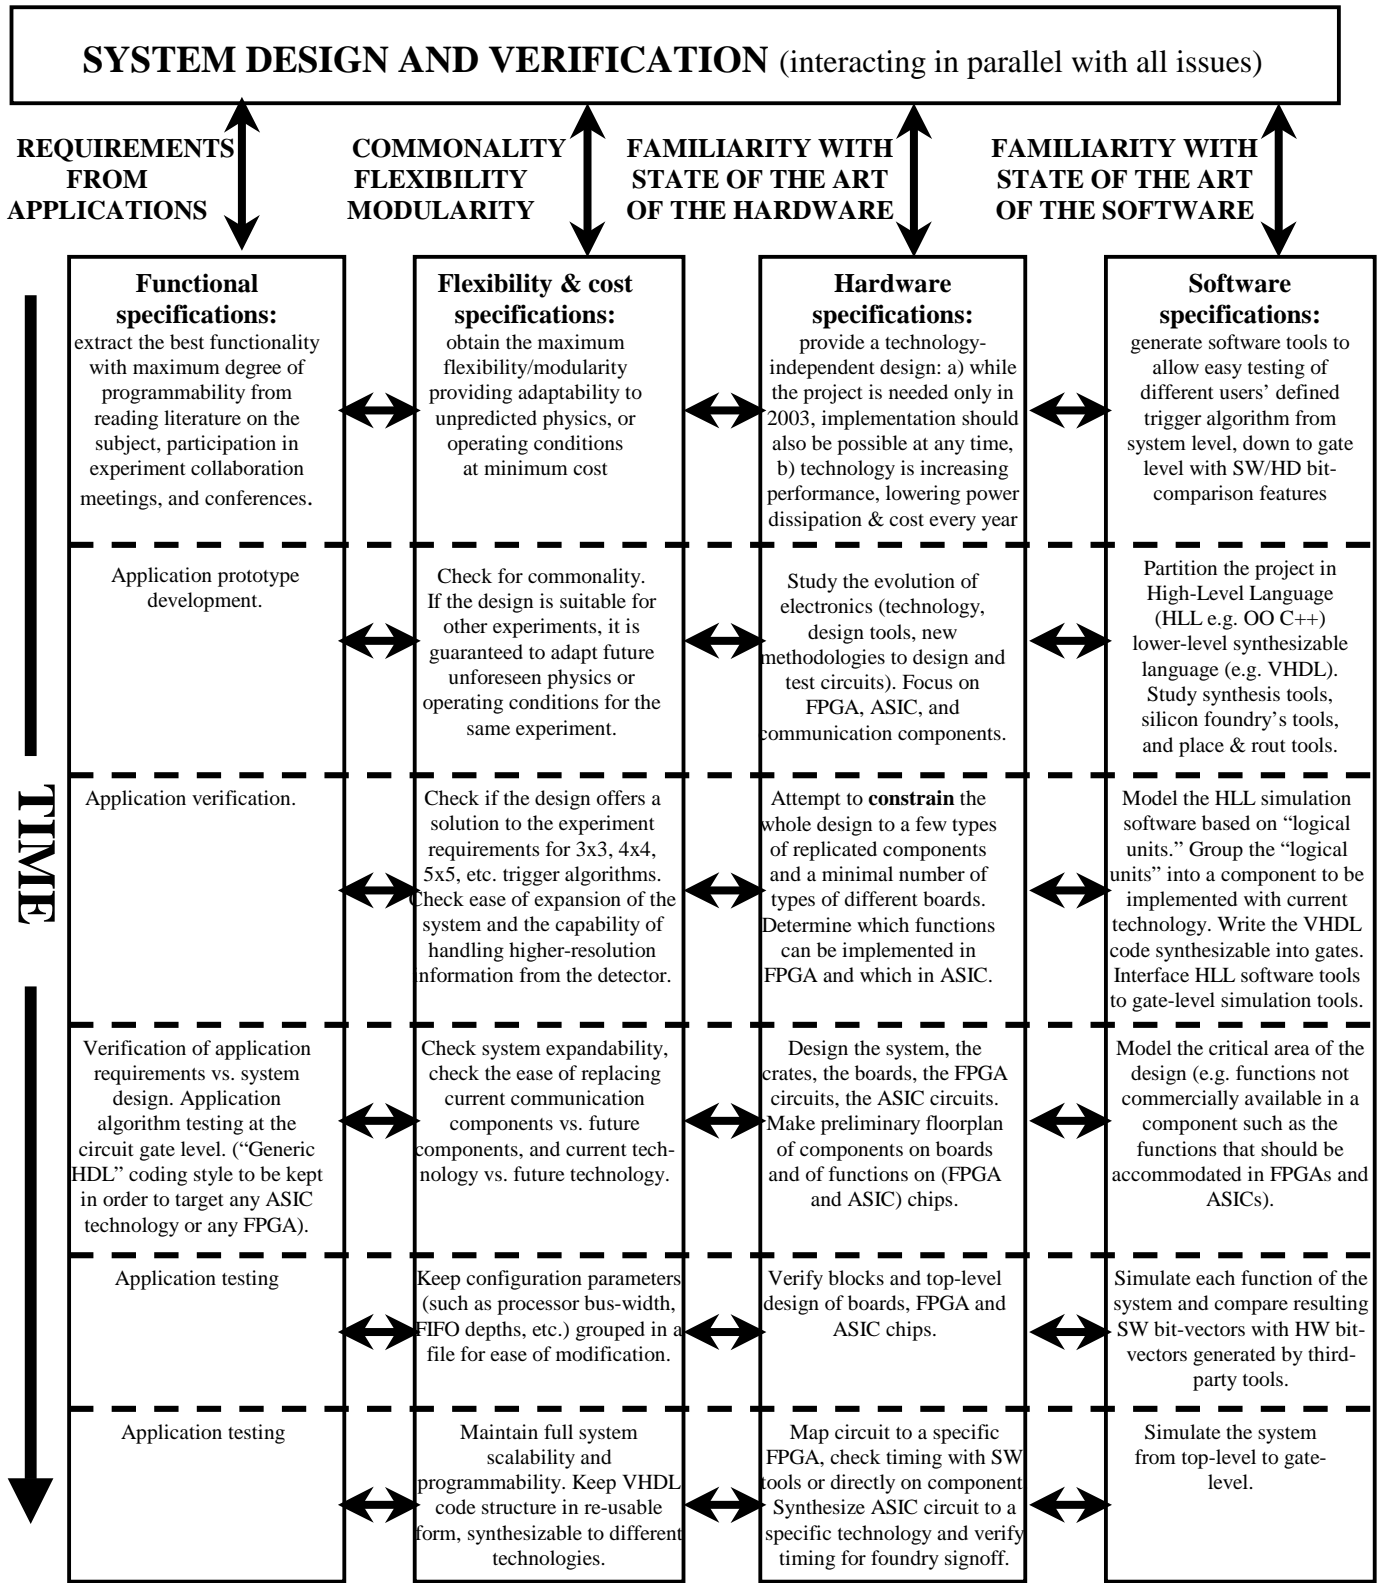 SYSTEM DESIGN AND VERIFICATION (interacting in parallel with all issues)
REQUIREMENTS
FROM
APPLICATIONS
COMMONALITY
FLEXIBILITY
MODULARITY
FAMILIARITY WITH
STATE OF THE ART
OF THE HARDWARE
FAMILIARITY WITH
STATE OF THE ART
OF THE SOFTWARE
TIME
Functional
specifications:
extract the best functionality
with maximum degree of
programmability from
reading literature on the
subject, participation in
experiment collaboration
meetings, and conferences.
Flexibility & cost
specifications:
obtain the maximum
flexibility/modularity
providing adaptability to
unpredicted physics, or
operating conditions
at minimum cost
Hardware
specifications:
provide a technology-
independent design: a) while
the project is needed only in
2003, implementation should
also be possible at any time,
b) technology is increasing
performance, lowering power
dissipation & cost every year
Software
specifications:
generate software tools to
allow easy testing of
different users' defined
trigger algorithm from
system level, down to gate
level with SW/HD bit-
comparison features
Application prototype
development.
Check for commonality.
If the design is suitable for
other experiments, it is
guaranteed to adapt future
unforeseen physics or
operating conditions for the
same experiment.
Study the evolution of
electronics (technology,
design tools, new
methodologies to design and
test circuits). Focus on
FPGA, ASIC, and
communication components.
Partition the project in
High-Level Language
(HLL e.g. OO C++)
lower-level synthesizable
language (e.g. VHDL).
Study synthesis tools,
silicon foundry's tools,
and place & rout tools.
Application verification.
Check if the design offers a
solution to the experiment
requirements for 3x3, 4x4,
5x5, etc. trigger algorithms.
Check ease of expansion of the
system and the capability of
handling higher-resolution
information from the detector.
Attempt to constrain the
whole design to a few types
of replicated components
and a minimal number of
types of different boards.
Determine which functions
can be implemented in
FPGA and which in ASIC.
Model the HLL simulation
software based on “logical
units.” Group the “logical
units” into a component to be
implemented with current
technology. Write the VHDL
code synthesizable into gates.
Interface HLL software tools
to gate-level simulation tools.
Verification of application
requirements vs. system
design. Application
algorithm testing at the
circuit gate level. (“Generic
HDL” coding style to be kept
in order to target any ASIC
technology or any FPGA).
Check system expandability,
check the ease of replacing
current communication
components vs. future
components, and current tech-
nology vs. future technology.
Design the system, the
crates, the boards, the FPGA
circuits, the ASIC circuits.
Make preliminary floorplan
of components on boards
and of functions on (FPGA
and ASIC) chips.
Model the critical area of the
design (e.g. functions not
commercially available in a
component such as the
functions that should be
accommodated in FPGAs and
ASICs).
Application testing
Keep configuration parameters
(such as processor bus-width,
FIFO depths, etc.) grouped in a
file for ease of modification.
Verify blocks and top-level
design of boards, FPGA and
ASIC chips.
Simulate each function of the
system and compare resulting
SW bit-vectors with HW bit-
vectors generated by third-
party tools.
Application testing
Maintain full system
scalability and
programmability. Keep VHDL
code structure in re-usable
form, synthesizable to different
technologies.
Map circuit to a specific
FPGA, check timing with SW
tools or directly on component
Synthesize ASIC circuit to a
specific technology and verify
timing for foundry signoff.
Simulate the system
from top-level to gate-
level.